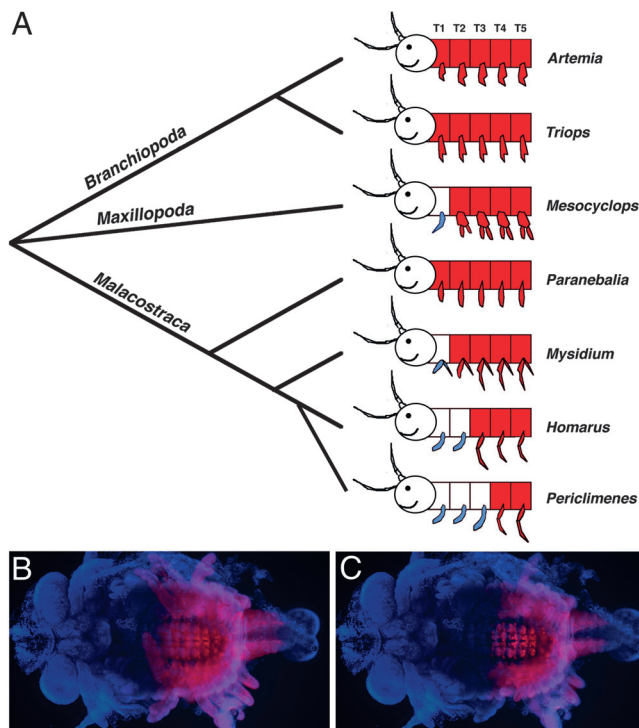 A
T1 T2 T3 T4 T5
Artemia
Branchiopoda
Triops
Maxillopoda
Mesocyclops
Malacostraca
Paranebalia
Mysidium
Homarus
Periclimenes
B
C